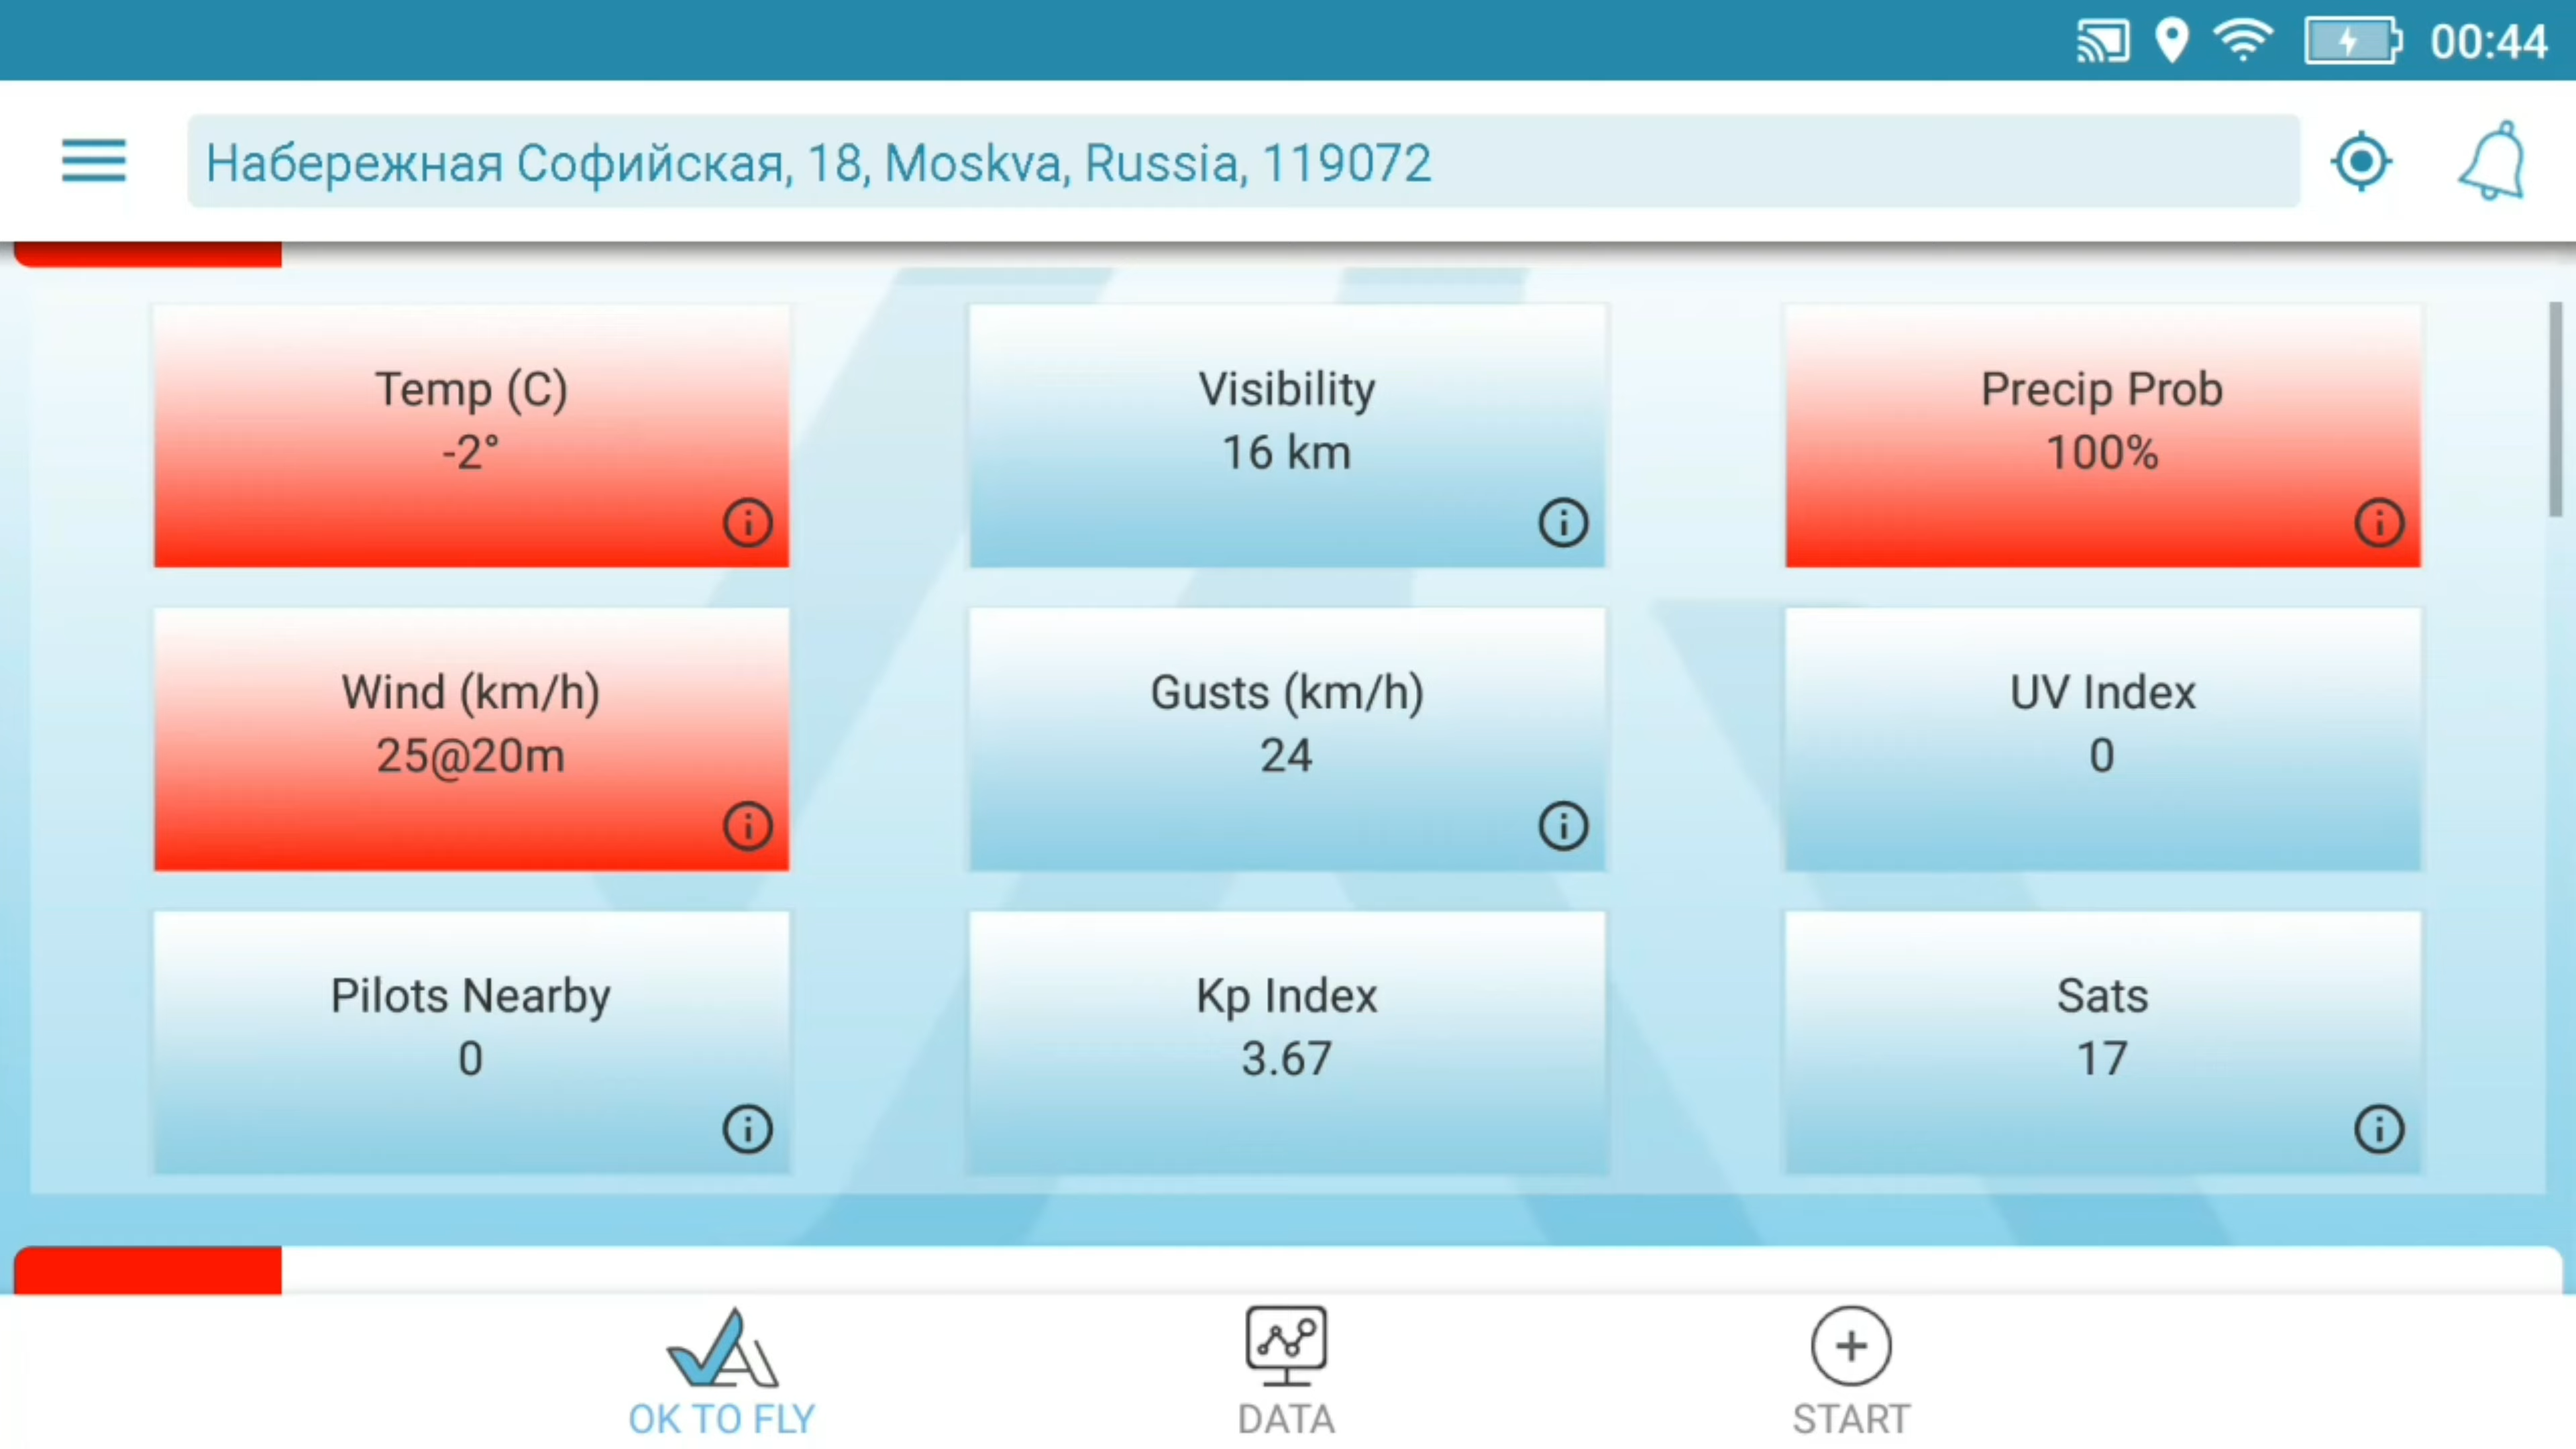 00:44
Набережная Софийская, 18, Moskva, Russia, 119072
Temp (C)
-2°
Visibility
16 km
Precip Prob
100%
Wind (km/h)
25@20m
Gusts (km/h)
24
UV Index
0
Pilots Nearby
0
Kp Index
3.67
Sats
17
OK TO FLY
DATA
START